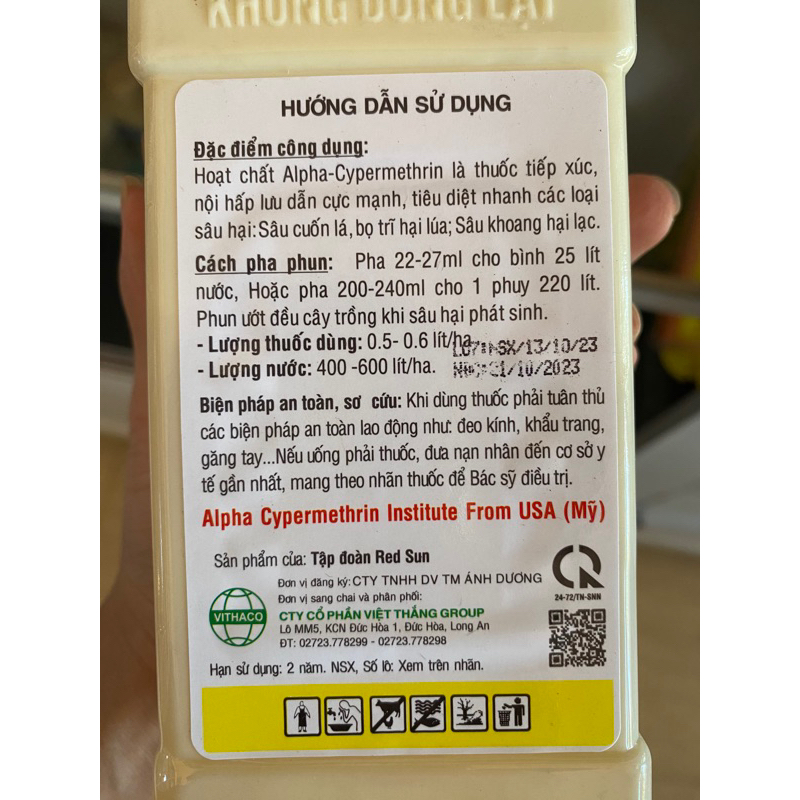 KHÔNG ĐÓNG LẠI
HƯỚNG DẪN SỬ DỤNG
Đặc điểm công dụng:
Hoạt chất Alpha-Cypermethrin là thuốc tiếp xúc,
nội hấp lưu dẫn cực mạnh, tiêu diệt nhanh các loại
sâu hại: Sâu cuốn lá, bọ trĩ hại lúa; Sâu khoang hại lạc.
Cách pha phun: Pha 22-27ml cho bình 25 lít
nước, Hoặc pha 200-240ml cho 1 phuy 220 lít.
Phun ướt đều cây trồng khi sâu hại phát sinh.
- Lượng thuốc dùng: 0.5- 0.6 lít/ha
NSX/13/10/23
- Lượng nước: 400 -600 lít/ha.
/10/2023
Biện pháp an toàn, sơ cứu: Khi dùng thuốc phải tuân thủ
các biện pháp an toàn lao động như: đeo kính, khẩu trang,
găng tay...Nếu uống phải thuốc, đưa nạn nhân đến cơ sở y
tế gần nhất, mang theo nhãn thuốc để Bác sỹ điều trị.
Alpha Cypermethrin Institute From USA (Mỹ)
Sản phẩm của: Tập đoàn Red Sun
Đơn vị đăng ký: CTY TNHH DV TM ÁNH DƯƠNG
Đơn vị sang chai và phân phối:
CTY CỔ PHẦN VIỆT THẮNG GROUP
Lô MM5, KCN Đức Hòa 1, Đức Hòa, Long An
ĐT: 02723.778299 - 02723.778298
VITHACO
24-72/TN-SNN
Hạn sử dụng: 2 năm. NSX, Số lô: Xem trên nhãn.